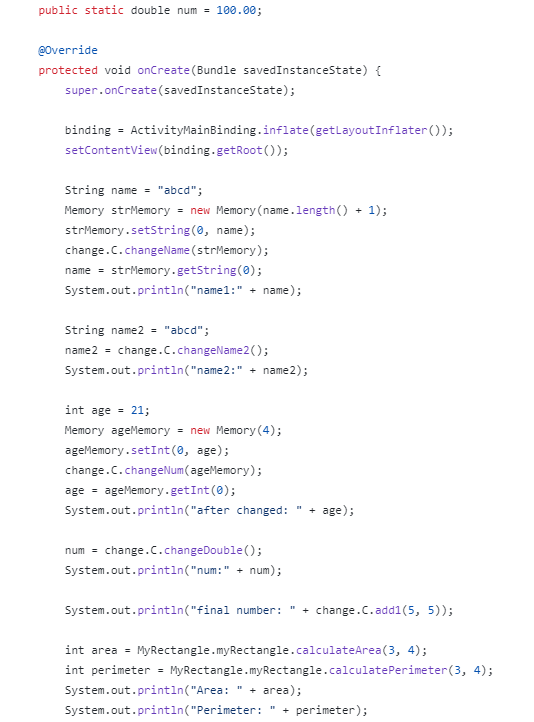 public static double num = 100.00;
@Override
protected void onCreate(Bundle savedInstanceState) {
super.onCreate(savedInstanceState);
binding = ActivityMainBinding.inflate(getLayoutInflater());
setContentView(binding.getRoot());
String name = "abcd";
Memory strMemory = new Memory(name.length() + 1);
strMemory.setString(0, name);
change.C.changeName(strMemory);
name = strMemory.getString(0);
System.out.println("name1:" + name);
String name2 = "abcd";
name2 = change.C.changeName2();
System.out.println("name2:" + name2);
int age = 21;
Memory ageMemory = new Memory(4);
ageMemory.setInt(0, age);
change.C.changeNum(ageMemory);
age = ageMemory.getInt(0);
System.out.println("after changed: " + age);
num = change.C.changeDouble();
System.out.println("num:" + num);
System.out.println("final number: " + change.C.add1(5, 5));
int area = MyRectangle.myRectangle.calculateArea(3, 4);
int perimeter = MyRectangle.myRectangle.calculatePerimeter(3, 4);
System.out.println("Area: " + area);
System.out.println("Perimeter: " + perimeter);